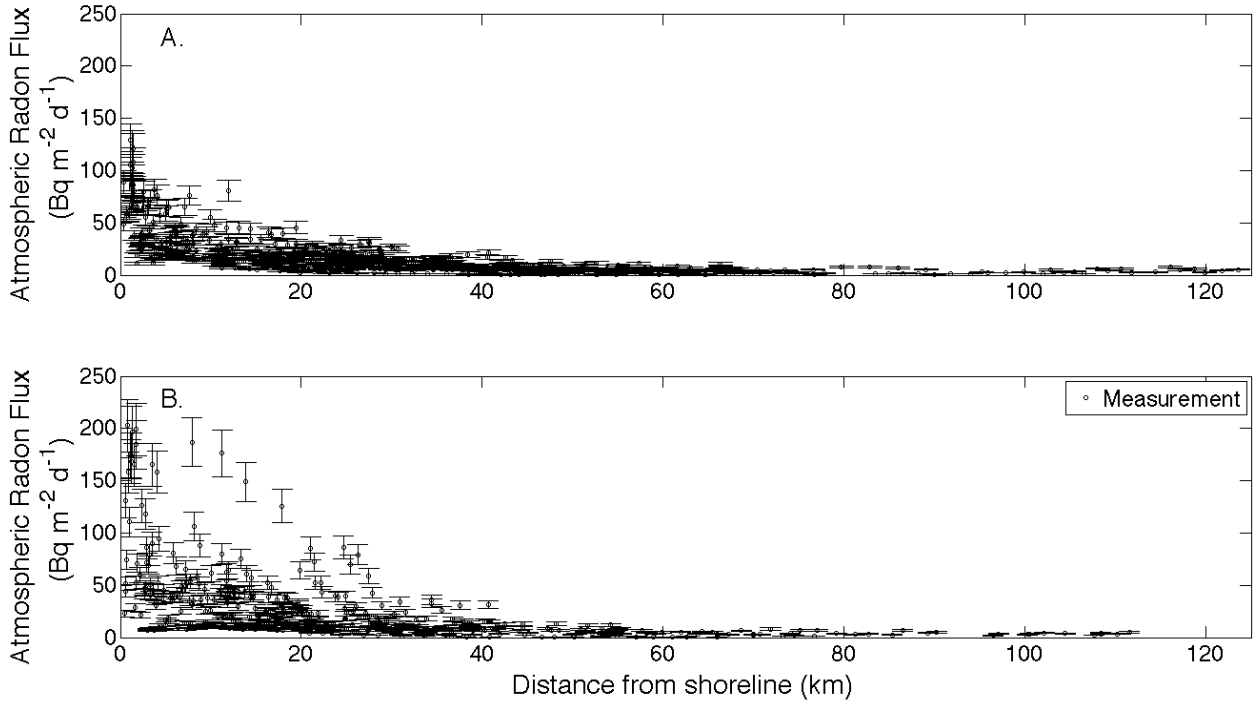 A.
Atmospheric Radon Flux
(Bq m⁻² d⁻¹)
250
200
150
100
50
0
0 20 40 60 80 100 120
B.
Measurement
Atmospheric Radon Flux
(Bq m⁻² d⁻¹)
250
200
150
100
50
0
0 20 40 60 80 100 120
Distance from shoreline (km)